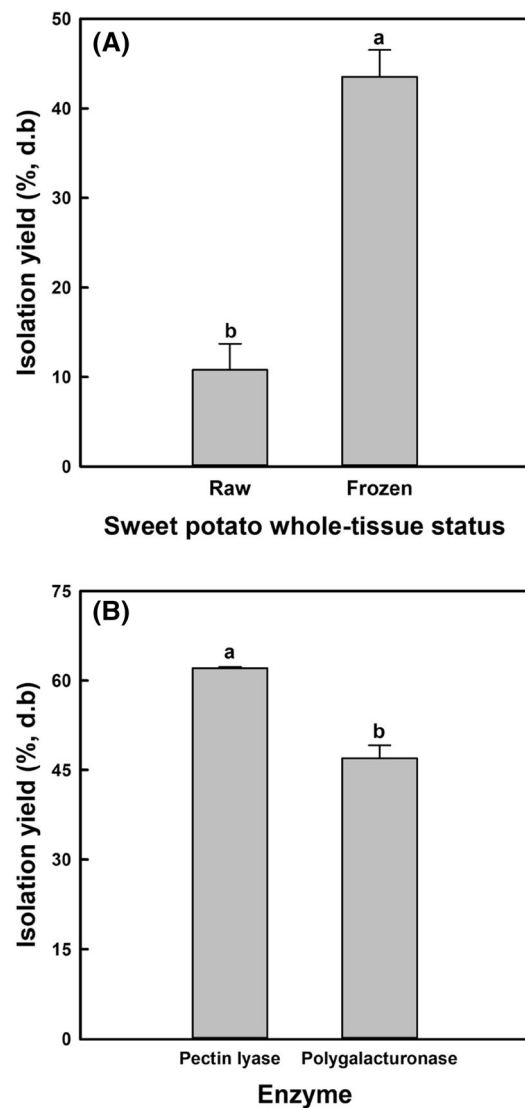 (A)
Isolation yield (%, d.b)
50
40
30
20
10
0
a
b
Raw
Frozen
Sweet potato whole-tissue status
(B)
Isolation yield (%, d.b)
75
60
45
30
15
0
a
b
Pectin lyase
Polygalacturonase
Enzyme